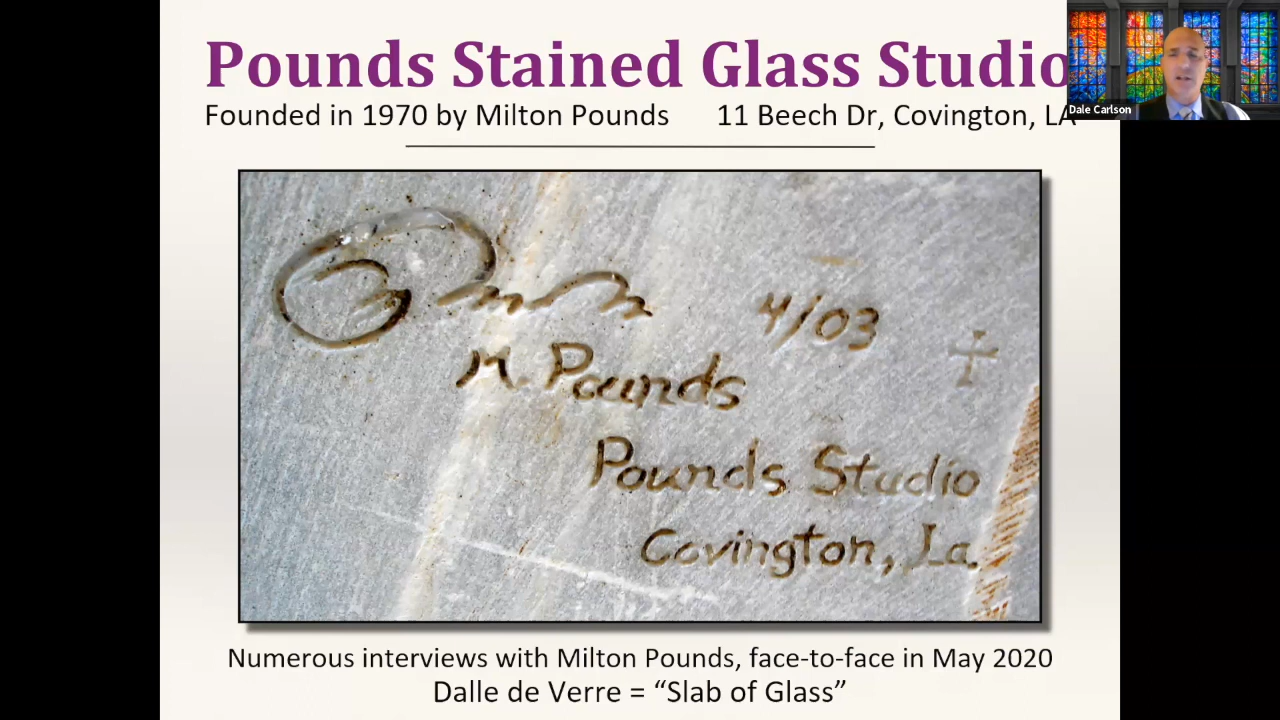 Pounds Stained Glass Studio
Founded in 1970 by Milton Pounds 11 Beech Dr, Covington, LA
Dale Carlson
4/03
M. Pounds
Pounds Studio
Covington, La.
Numerous interviews with Milton Pounds, face-to-face in May 2020
Dalle de Verre = “Slab of Glass”